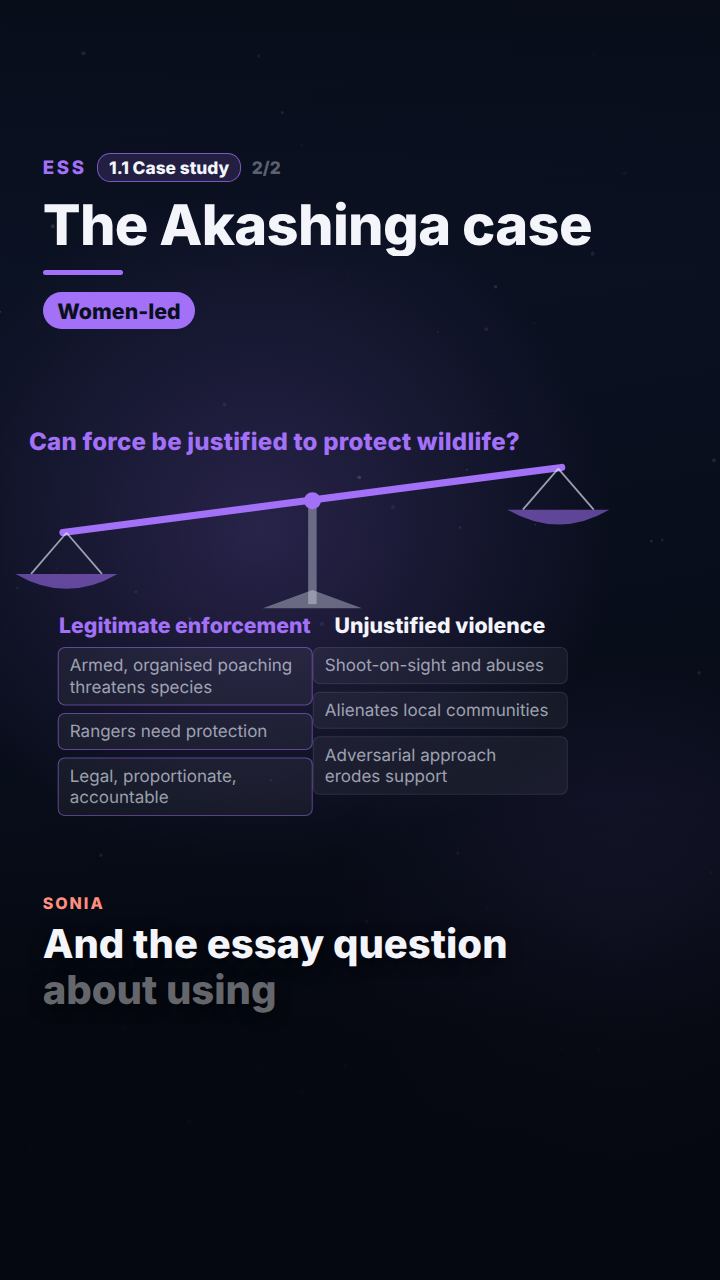 ESS 1.1 Case study 2/2
The Akashinga case
Women-led
Can force be justified to protect wildlife?
Legitimate enforcement
Armed, organised poaching
threatens species
Rangers need protection
Legal, proportionate,
accountable
Unjustified violence
Shoot-on-sight and abuses
Alienates local communities
Adversarial approach
erodes support
SONIA
And the essay question
about using